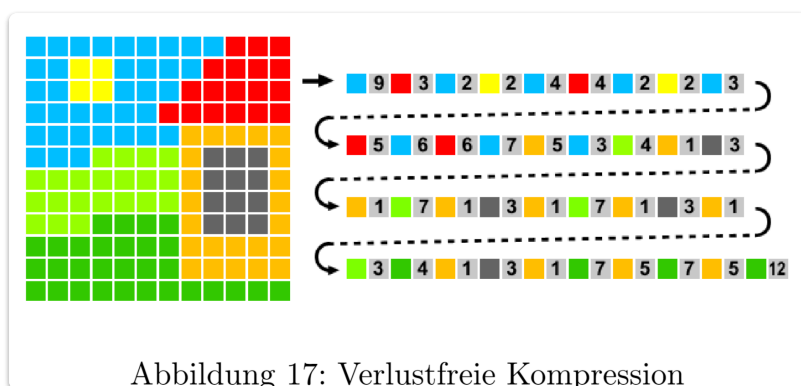 9 3 2 2 4 4 2 2 3
5 6 6 7 5 3 4 1 3
1 7 1 3 1 7 1 3 1
3 4 1 3 1 7 5 7 5 12
Abbildung 17: Verlustfreie Kompression